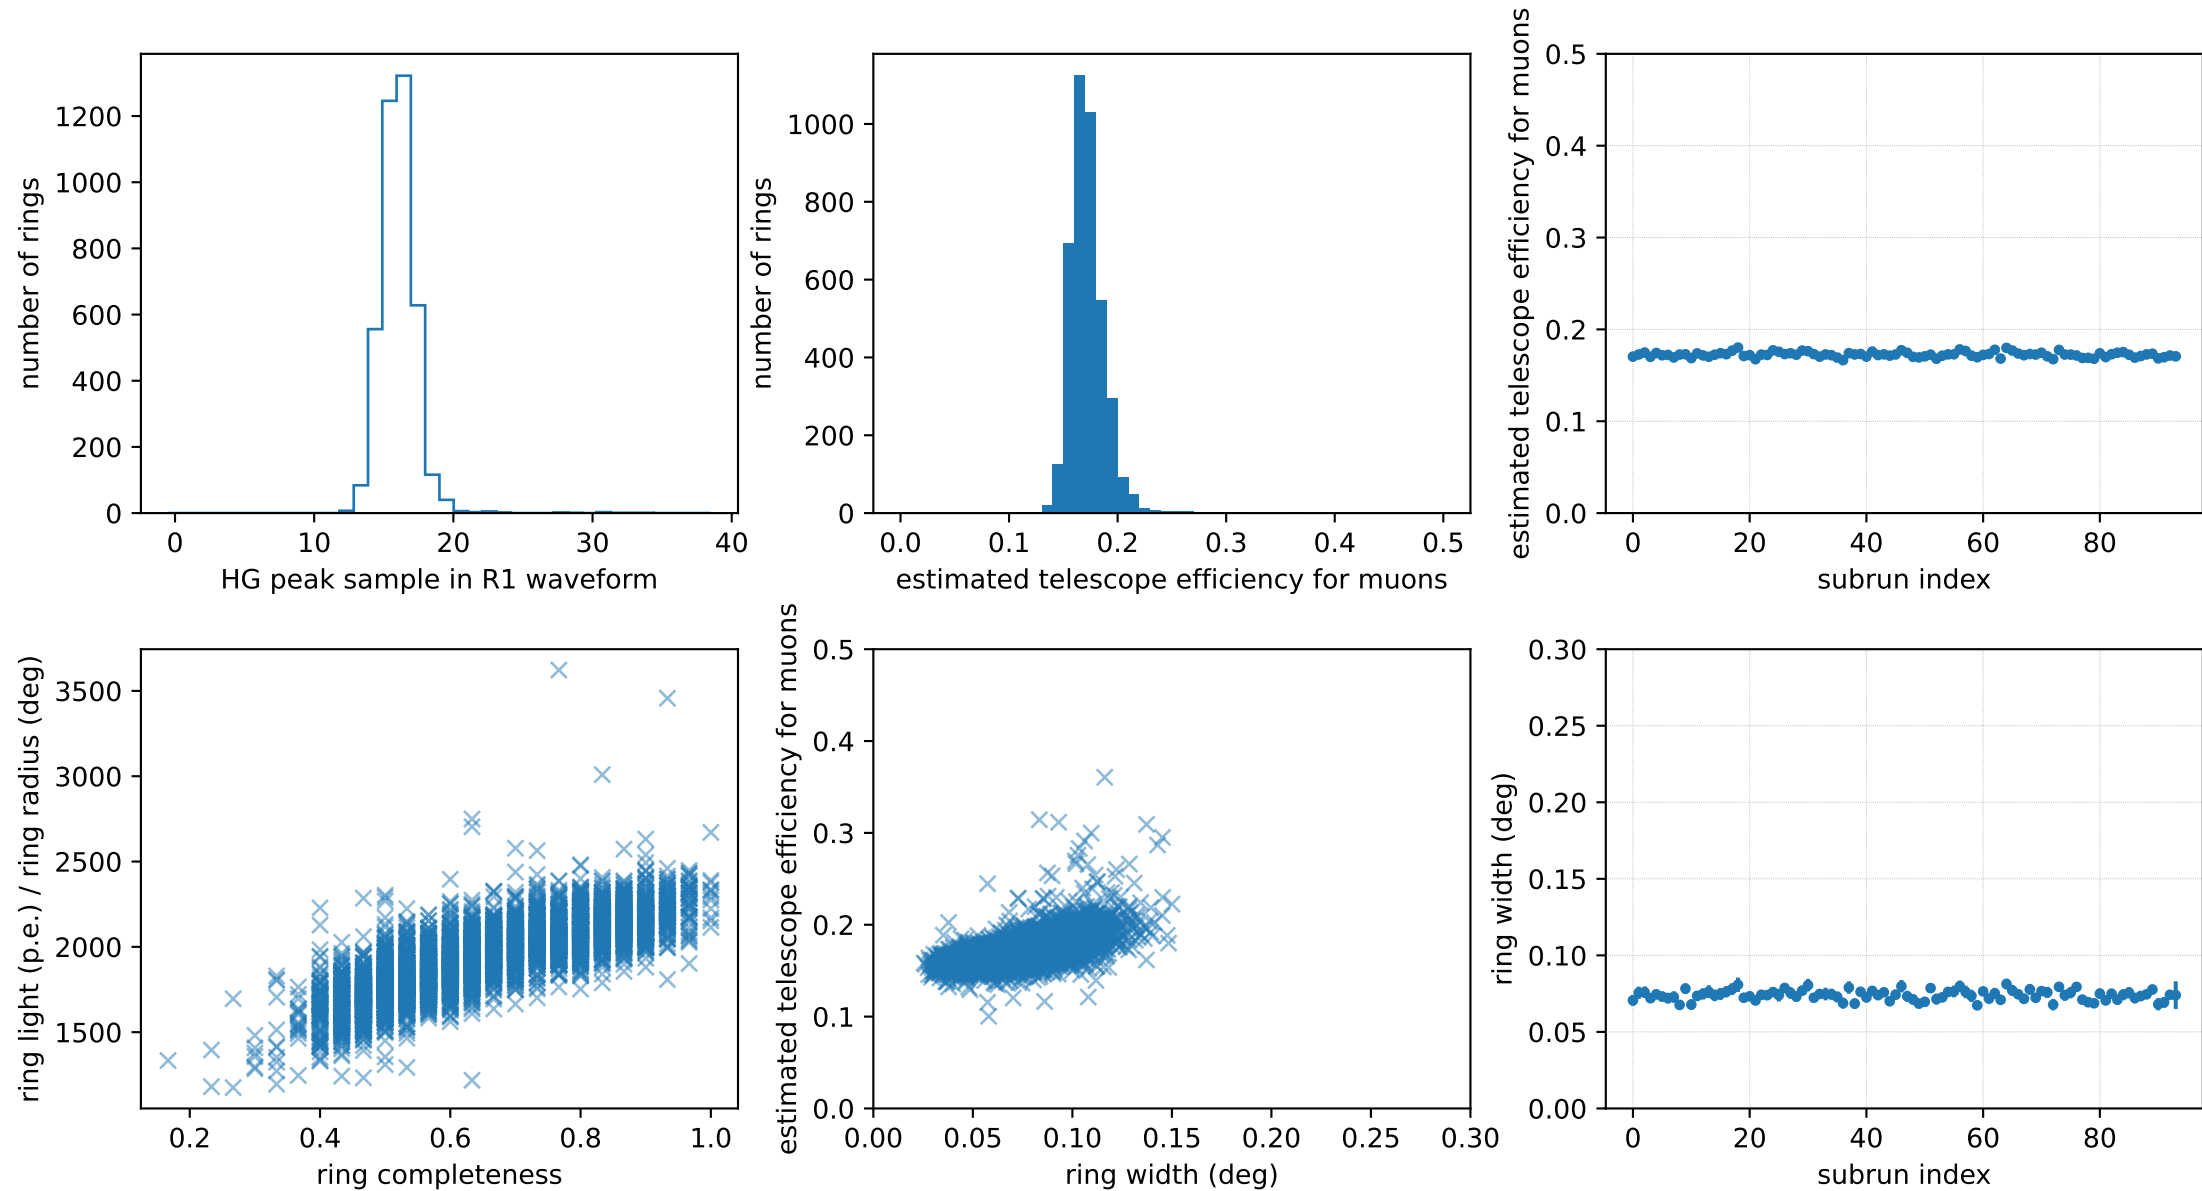 number of rings
1200
1000
800
600
400
200
0
0 10 20 30 40
HG peak sample in R1 waveform
number of rings
1000
800
600
400
200
0
0.0 0.1 0.2 0.3 0.4 0.5
estimated telescope efficiency for muons
estimated telescope efficiency for muons
0.5
0.4
0.3
0.2
0.1
0.0
0 20 40 60 80
subrun index
ring light (p.e.) / ring radius (deg)
3500
3000
2500
2000
1500
0.2 0.4 0.6 0.8 1.0
ring completeness
estimated telescope efficiency for muons
0.5
0.4
0.3
0.2
0.1
0.0
0.00 0.05 0.10 0.15 0.20 0.25 0.30
ring width (deg)
ring width (deg)
0.30
0.25
0.20
0.15
0.10
0.05
0.00
0 20 40 60 80
subrun index